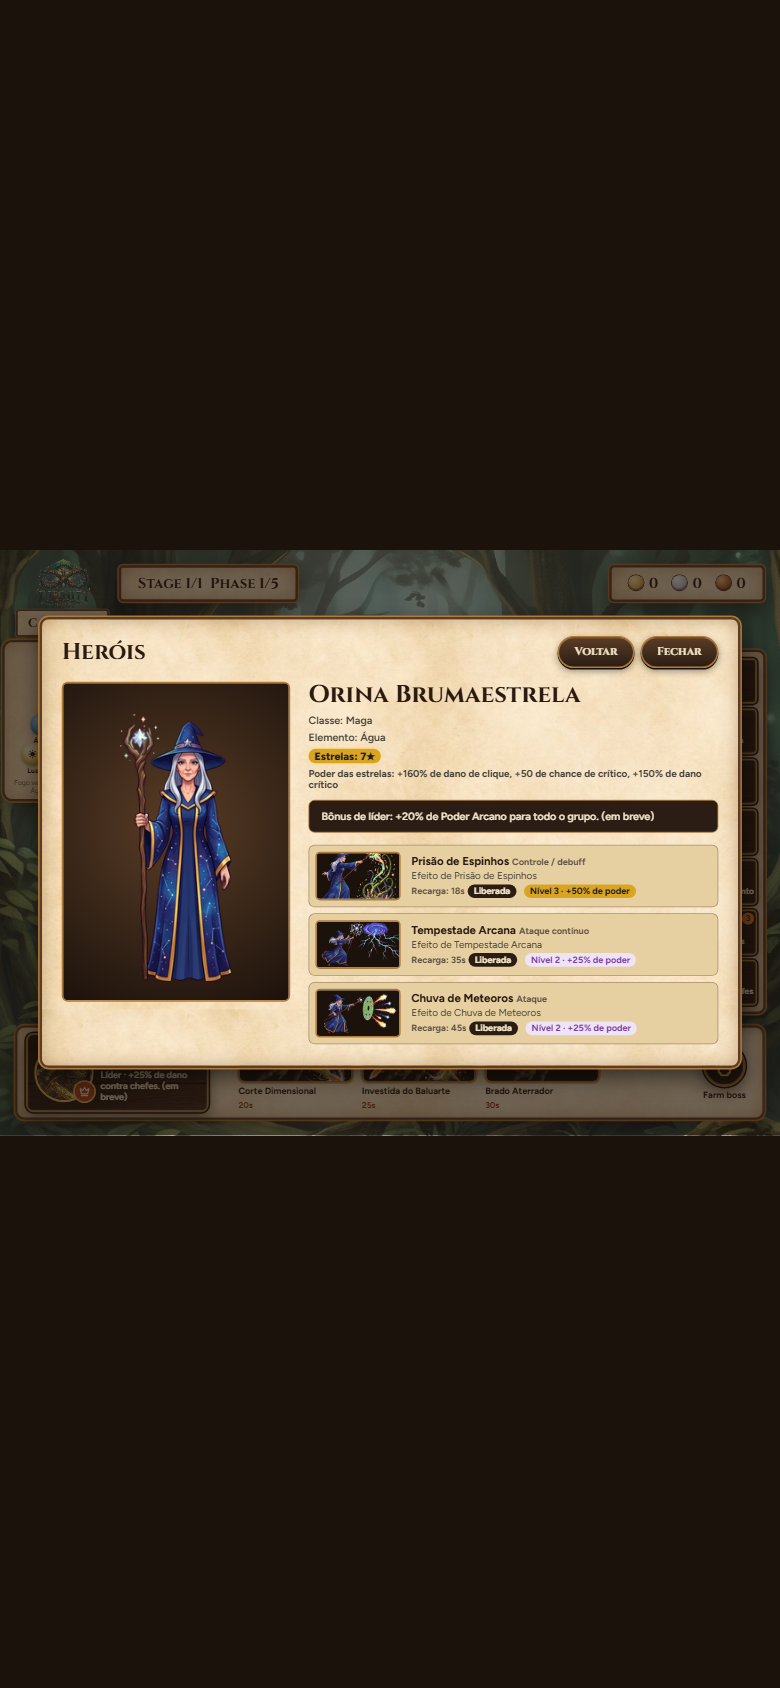 STAGE 1/1 PHASE 1/5
0 0 0
HERÓIS
VOLTAR
FECHAR
ORINA BRUMAESTRELA
Classe: Maga
Elemento: Água
Estrelas: 7★
Poder das estrelas: +160% de dano de clique, +50 de chance de crítico, +150% de dano
crítico
Bônus de líder: +20% de Poder Arcano para todo o grupo. (em breve)
Prisão de Espinhos Controle / debuff
Efeito de Prisão de Espinhos
Recarga: 18s Liberada Nível 3 · +50% de poder
Tempestade Arcana Ataque contínuo
Efeito de Tempestade Arcana
Recarga: 35s Liberada Nível 2 · +25% de poder
Chuva de Meteoros Ataque
Efeito de Chuva de Meteoros
Recarga: 45s Liberada Nível 2 · +25% de poder
3
Líder · +25% de dano
contra chefes. (em
breve)
Corte Dimensional
20s
Investida do Baluarte
25s
Brado Aterrador
30s
Farm boss